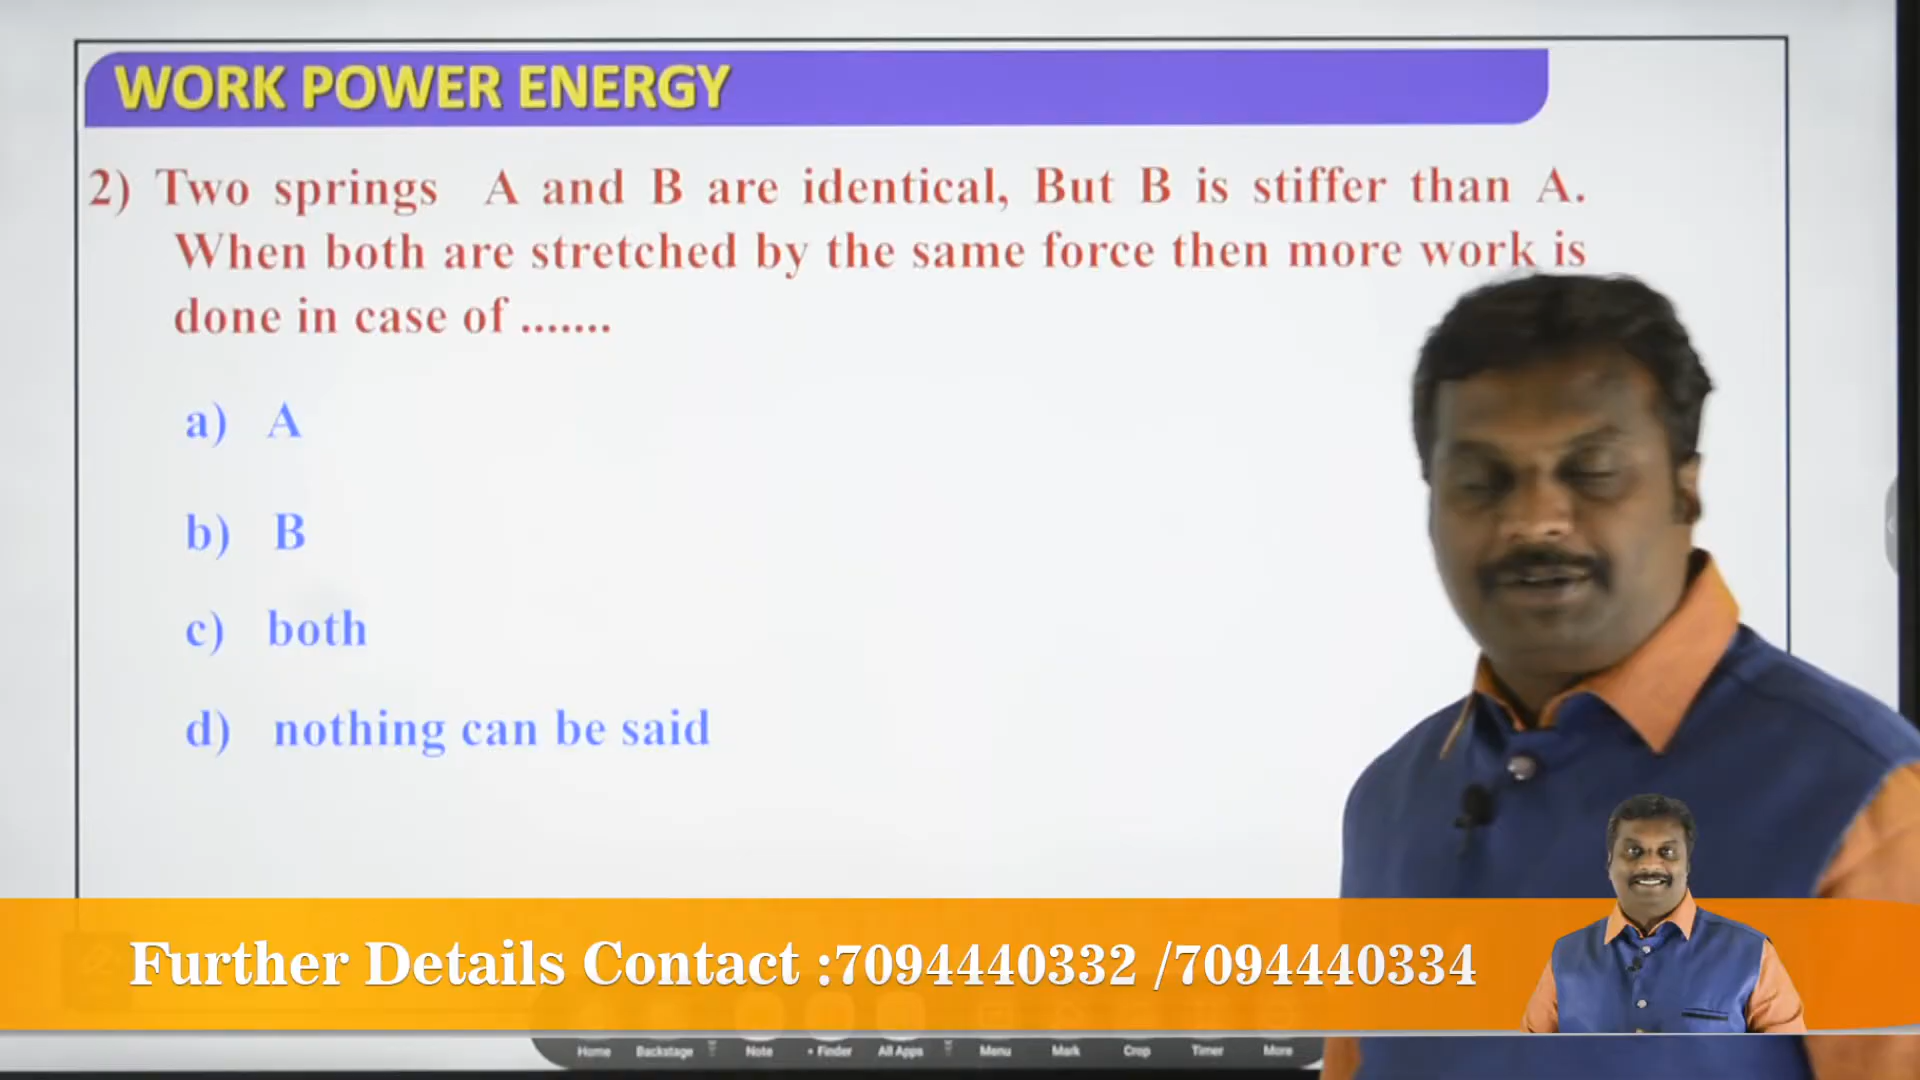 WORK POWER ENERGY
2) Two springs A and B are identical, But B is stiffer than A.
When both are stretched by the same force then more work is
done in case of .......
a) A
b) B
c) both
d) nothing can be said
Further Details Contact :7094440332 /7094440334
Home Backstage Note + Finder All Apps Menu Mark Crop Timer More